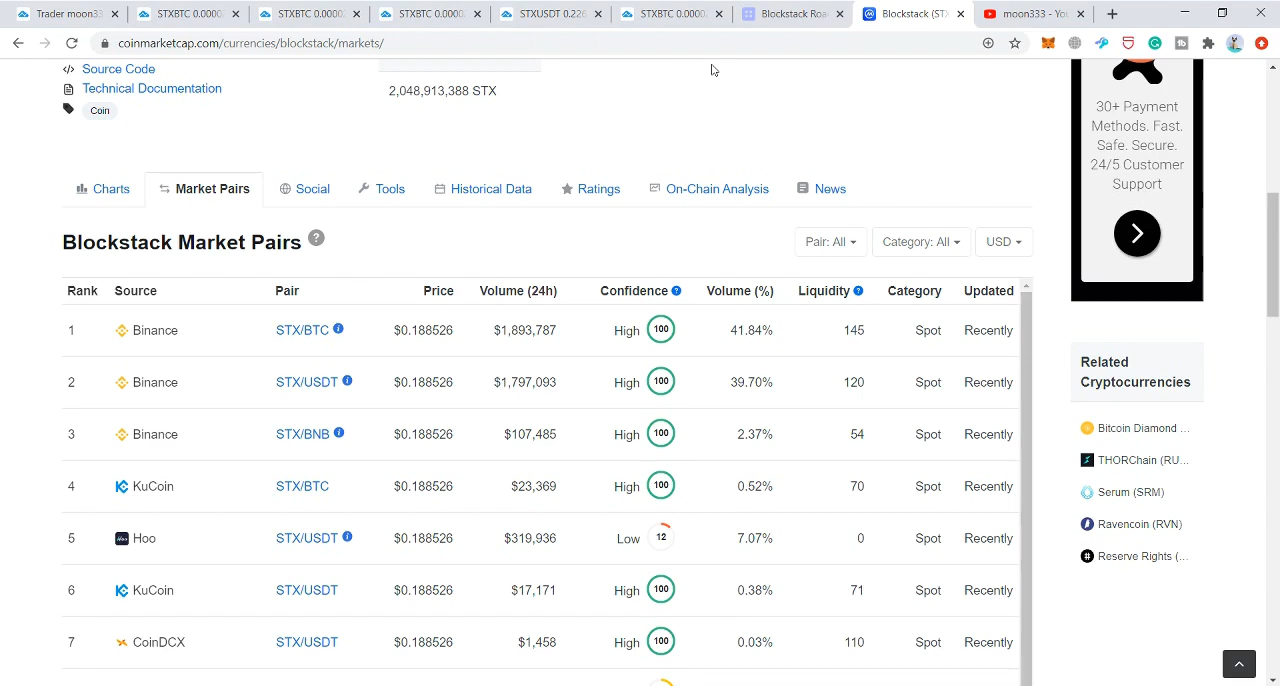 Trader moon33
STXBTC 0.0000
STXBTC 0.0000
STXBTC 0.0000
STXUSDT 0.226
STXBTC 0.0000
Blockstack Roa
Blockstack (STX
moon333 - You
coinmarketcap.com/currencies/blockstack/markets/
Source Code
Technical Documentation
Coin
2,048,913,388 STX
Charts
Market Pairs
Social
Tools
Historical Data
Ratings
On-Chain Analysis
News
Blockstack Market Pairs ?
Pair: All
Category: All
USD
Rank Source Pair Price Volume (24h) Confidence Volume (%) Liquidity Category Updated
1 Binance STX/BTC $0.188526 $1,893,787 High 100 41.84% 145 Spot Recently
2 Binance STX/USDT $0.188526 $1,797,093 High 100 39.70% 120 Spot Recently
3 Binance STX/BNB $0.188526 $107,485 High 100 2.37% 54 Spot Recently
4 KuCoin STX/BTC $0.188526 $23,369 High 100 0.52% 70 Spot Recently
5 Hoo STX/USDT $0.188526 $319,936 Low 12 7.07% 0 Spot Recently
6 KuCoin STX/USDT $0.188526 $17,171 High 100 0.38% 71 Spot Recently
7 CoinDCX STX/USDT $0.188526 $1,458 High 100 0.03% 110 Spot Recently
30+ Payment
Methods. Fast.
Safe. Secure.
24/5 Customer
Support
Related
Cryptocurrencies
Bitcoin Diamond ...
THORChain (RU...
Serum (SRM)
Ravencoin (RVN)
Reserve Rights (...